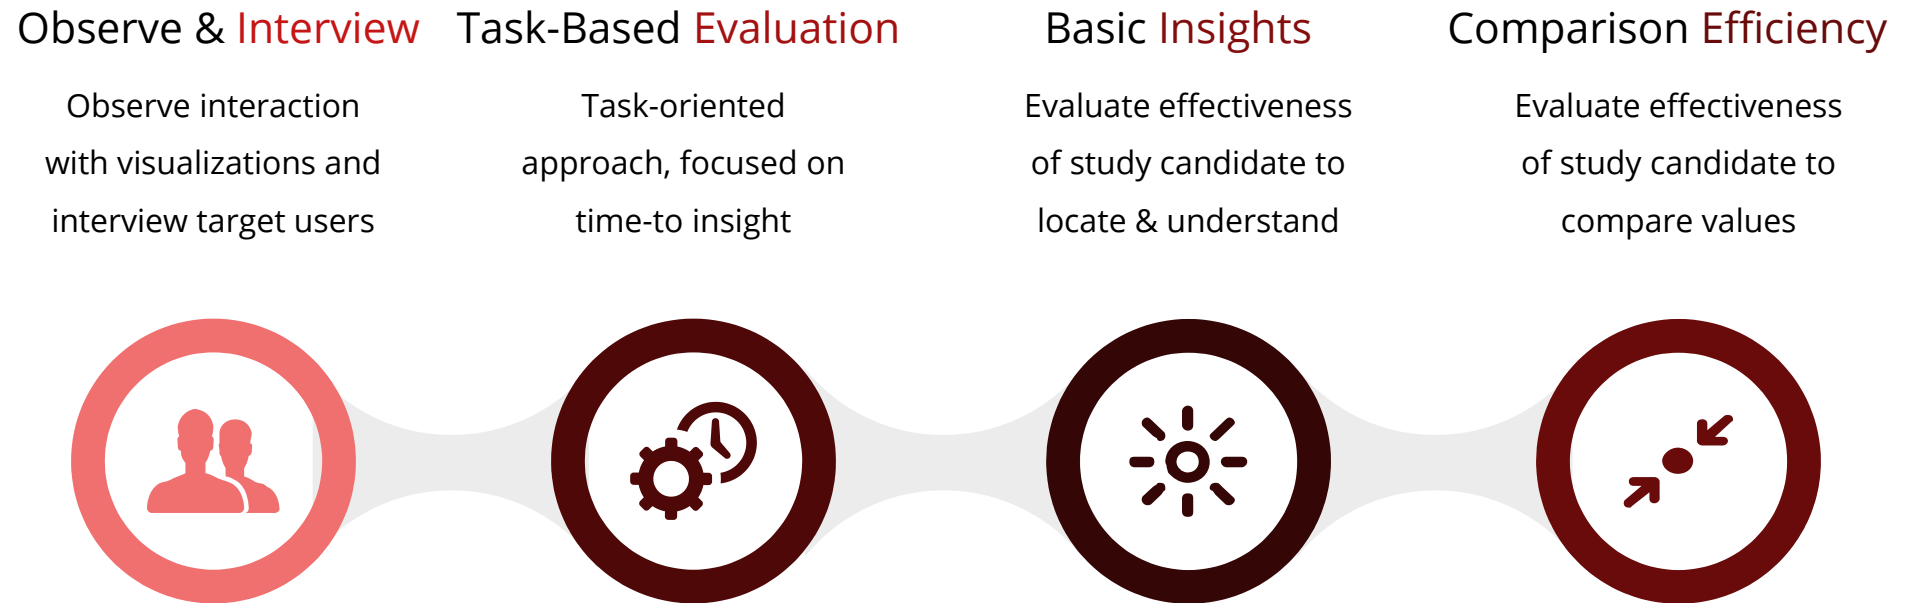 Observe & Interview
Observe interaction
with visualizations and
interview target users
Task-Based Evaluation
Task-oriented
approach, focused on
time-to insight
Basic Insights
Evaluate effectiveness
of study candidate to
locate & understand
Comparison Efficiency
Evaluate effectiveness
of study candidate to
compare values